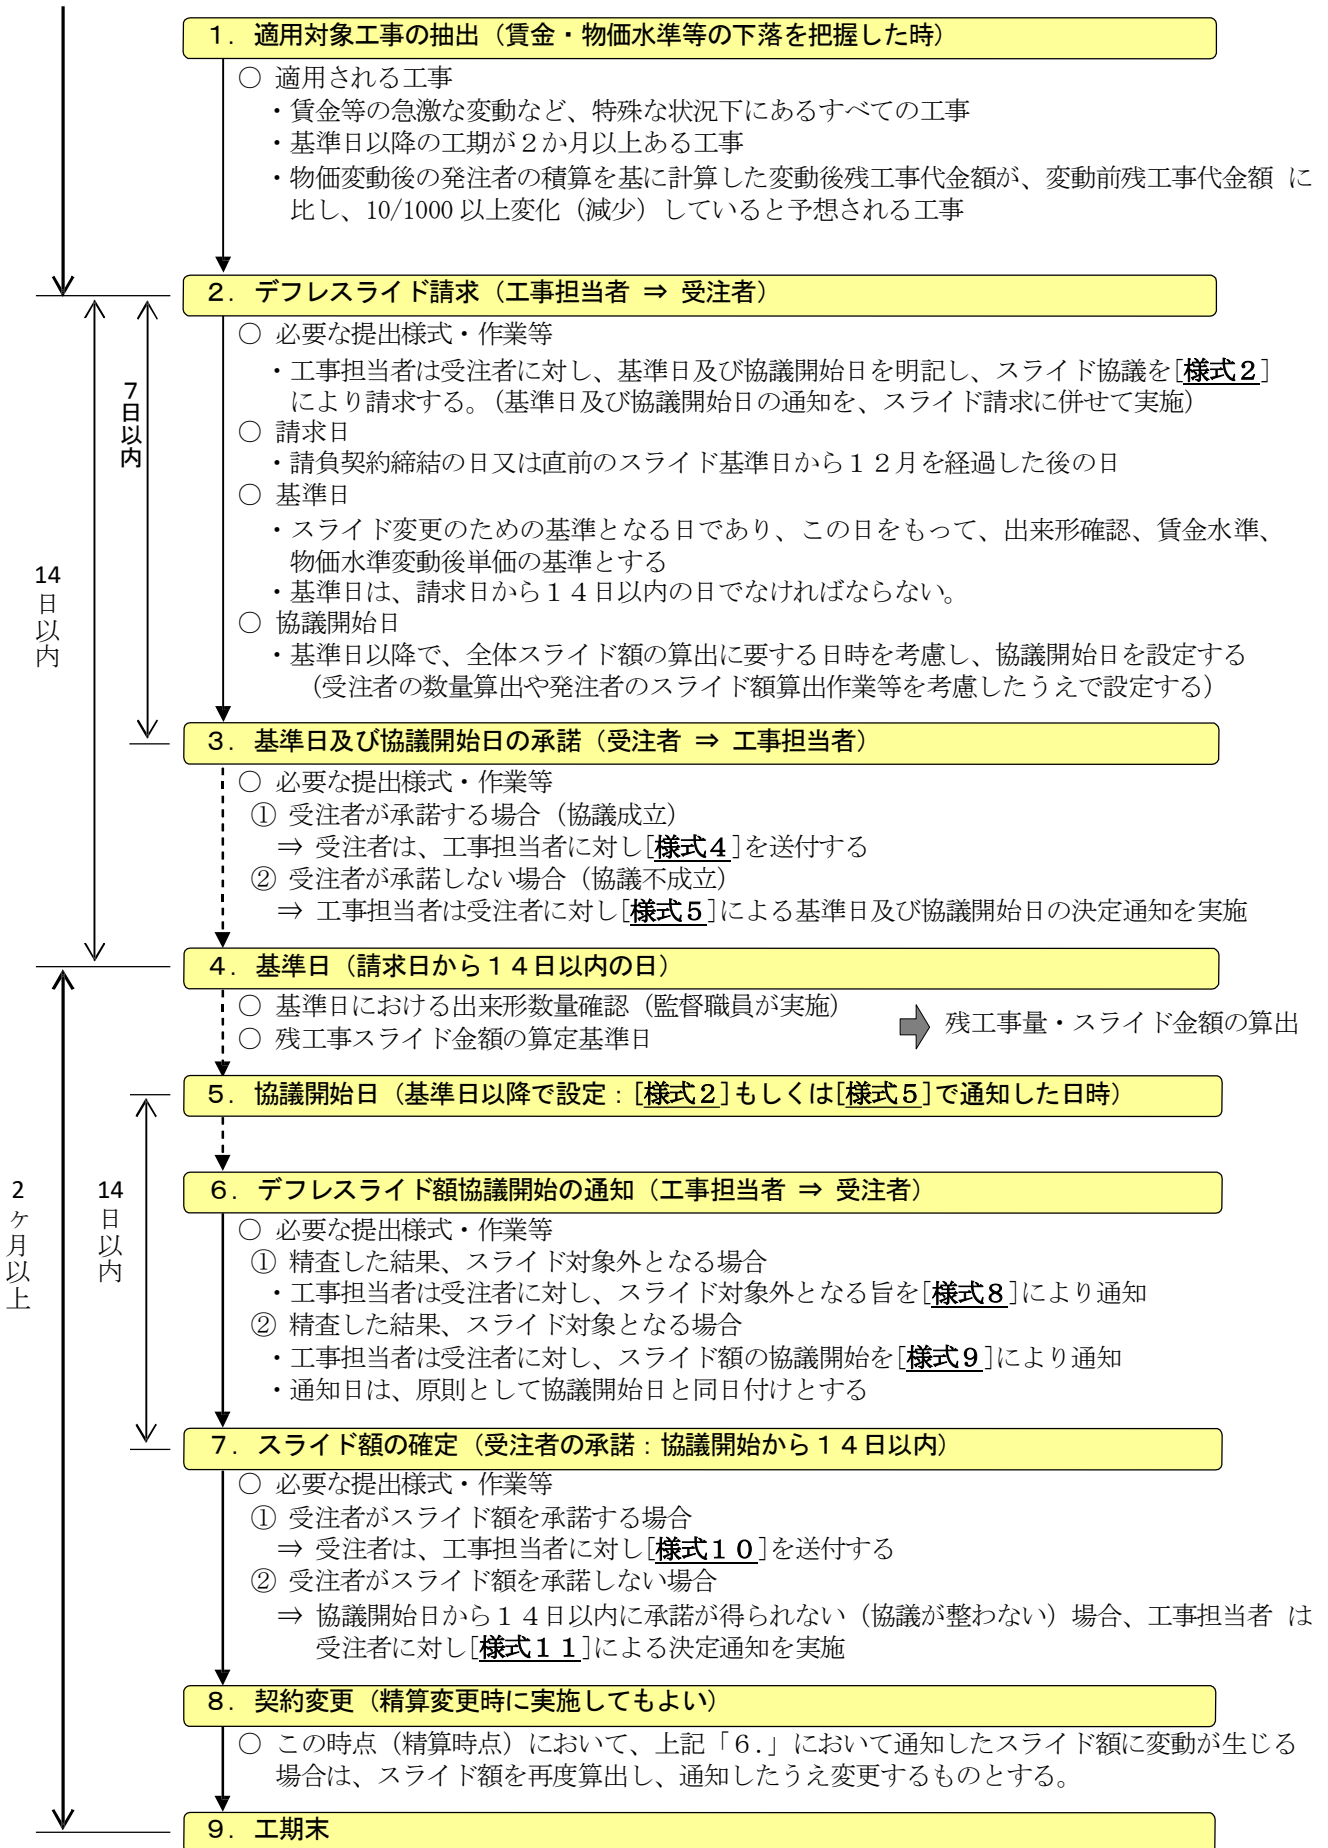 １．適用対象工事の抽出（賃金・物価水準等の下落を把握した時）
○ 適用される工事
・賃金等の急激な変動など、特殊な状況下にあるすべての工事
・基準日以降の工期が２か月以上ある工事
・物価変動後の発注者の積算を基に計算した変動後残工事代金額が、変動前残工事代金額 に
比し、10/1000 以上変化（減少）していると予想される工事
２．デフレスライド請求（工事担当者 ⇒ 受注者）
○ 必要な提出様式・作業等
・工事担当者は受注者に対し、基準日及び協議開始日を明記し、スライド協議を[様式２]
により請求する。（基準日及び協議開始日の通知を、スライド請求に併せて実施）
○ 請求日
・請負契約締結の日又は直前のスライド基準日から１２月を経過した後の日
○ 基準日
・スライド変更のための基準となる日であり、この日をもって、出来形確認、賃金水準、
物価水準変動後単価の基準とする
・基準日は、請求日から１４日以内の日でなければならない。
○ 協議開始日
・基準日以降で、全体スライド額の算出に要する日時を考慮し、協議開始日を設定する
（受注者の数量算出や発注者のスライド額算出作業等を考慮したうえで設定する）
７日以内
14日以内
３．基準日及び協議開始日の承諾（受注者 ⇒ 工事担当者）
○ 必要な提出様式・作業等
① 受注者が承諾する場合（協議成立）
⇒ 受注者は、工事担当者に対し[様式４]を送付する
② 受注者が承諾しない場合（協議不成立）
⇒ 工事担当者は受注者に対し[様式５]による基準日及び協議開始日の決定通知を実施
４．基準日（請求日から１４日以内の日）
○ 基準日における出来形数量確認（監督職員が実施）
○ 残工事スライド金額の算定基準日
残工事量・スライド金額の算出
５．協議開始日（基準日以降で設定：[様式２]もしくは[様式５]で通知した日時）
６．デフレスライド額協議開始の通知（工事担当者 ⇒ 受注者）
○ 必要な提出様式・作業等
① 精査した結果、スライド対象外となる場合
・工事担当者は受注者に対し、スライド対象外となる旨を[様式８]により通知
② 精査した結果、スライド対象となる場合
・工事担当者は受注者に対し、スライド額の協議開始を[様式９]により通知
・通知日は、原則として協議開始日と同日付けとする
2ヶ月以上
14日以内
７．スライド額の確定（受注者の承諾：協議開始から１４日以内）
○ 必要な提出様式・作業等
① 受注者がスライド額を承諾する場合
⇒ 受注者は、工事担当者に対し[様式１０]を送付する
② 受注者がスライド額を承諾しない場合
⇒ 協議開始日から１４日以内に承諾が得られない（協議が整わない）場合、工事担当者 は
受注者に対し[様式１１]による決定通知を実施
８．契約変更（精算変更時に実施してもよい）
○ この時点（精算時点）において、上記「６．」において通知したスライド額に変動が生じる
場合は、スライド額を再度算出し、通知したうえ変更するものとする。
９．工期末